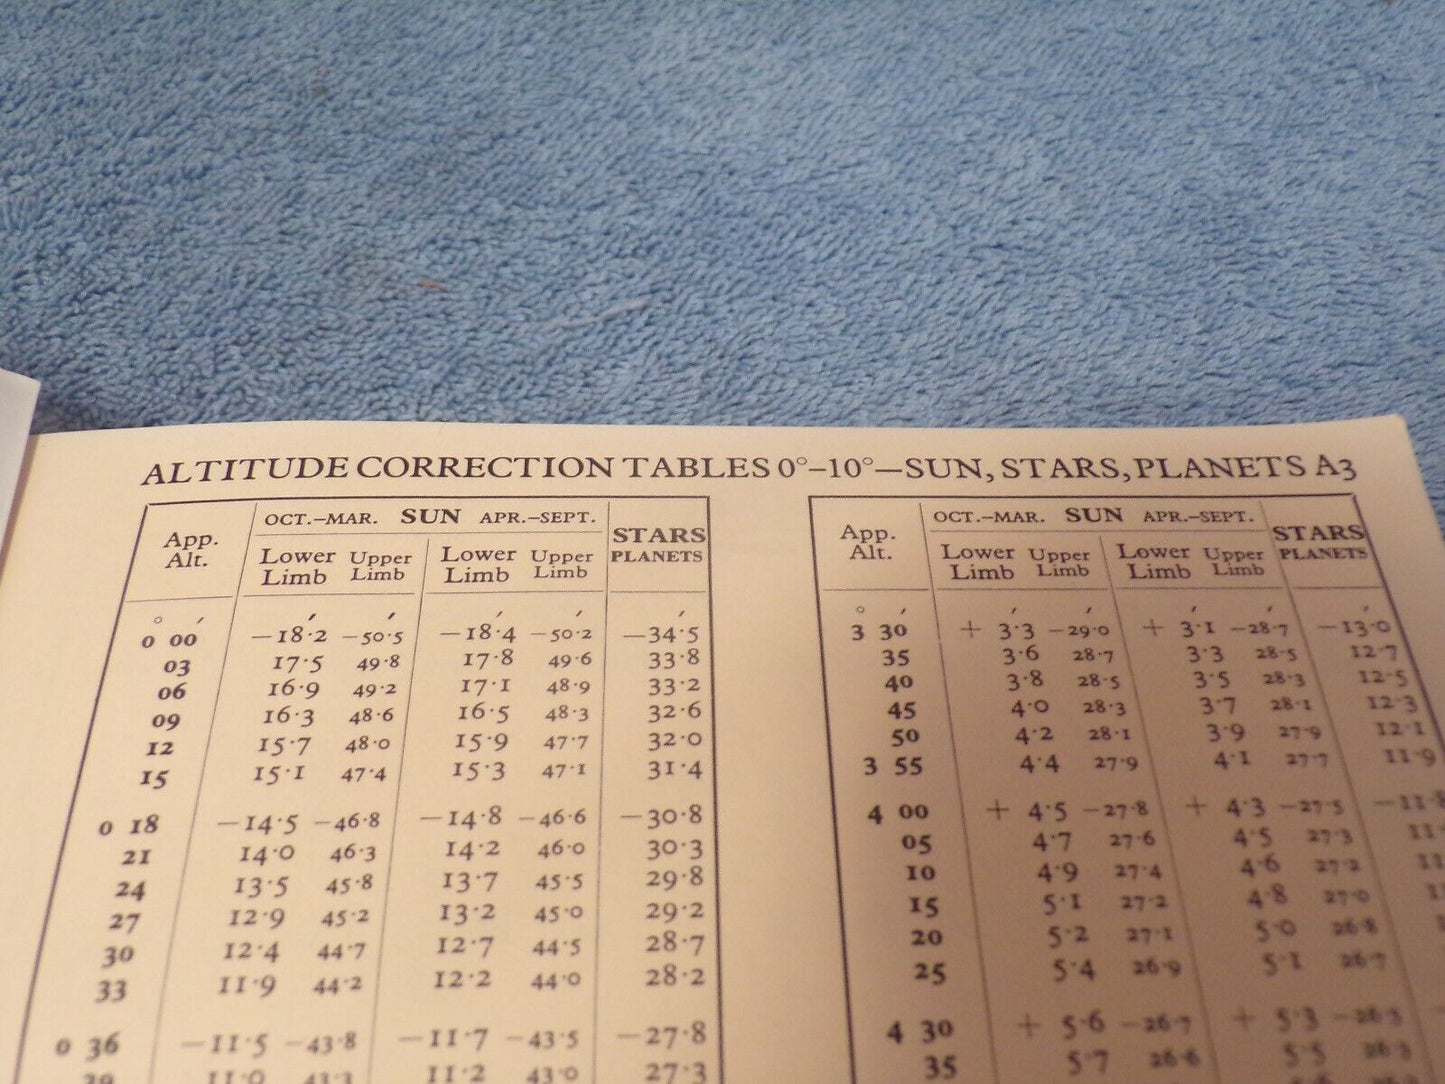 ALTITUDE CORRECTION TABLES 0°–10°—SUN, STARS, PLANETS A3
App. Alt. OCT.–MAR. SUN APR.–SEPT. STARS PLANETS
Lower Limb Upper Limb Lower Limb Upper Limb
° ′ ′ ′ ′ ′ ′
0 00 −18·2 −50·5 −18·4 −50·2 −34·5
03 17·5 49·8 17·8 49·6 33·8
06 16·9 49·2 17·1 48·9 33·2
09 16·3 48·6 16·5 48·3 32·6
12 15·7 48·0 15·9 47·7 32·0
15 15·1 47·4 15·3 47·1 31·4
0 18 −14·5 −46·8 −14·8 −46·6 −30·8
21 14·0 46·3 14·2 46·0 30·3
24 13·5 45·8 13·7 45·5 29·8
27 12·9 45·2 13·2 45·0 29·2
30 12·4 44·7 12·7 44·5 28·7
33 11·9 44·2 12·2 44·0 28·2
0 36 −11·5 −43·8 −11·7 −43·5 −27·8
39 11·0 43·3 11·2 43·0 27·3
App. Alt. OCT.–MAR. SUN APR.–SEPT. STARS PLANETS
Lower Limb Upper Limb Lower Limb Upper Limb
° ′ ′ ′ ′ ′ ′
3 30 + 3·3 −29·0 + 3·1 −28·7 −13·0
35 3·6 28·7 3·3 28·5 12·7
40 3·8 28·5 3·5 28·3 12·5
45 4·0 28·3 3·7 28·1 12·3
50 4·2 28·1 3·9 27·9 12·1
3 55 4·4 27·9 4·1 27·7 11·9
4 00 + 4·5 −27·8 + 4·3 −27·5 −11·8
05 4·7 27·6 4·5 27·3
10 4·9 27·4 4·6 27·2
15 5·1 27·2 4·8 27·0
20 5·2 27·1 5·0 26·8
25 5·4 26·9 5·1 26·7
4 30 + 5·6 −26·7 + 5·3 −26·5
35 5·7 26·6 5·5 26·3